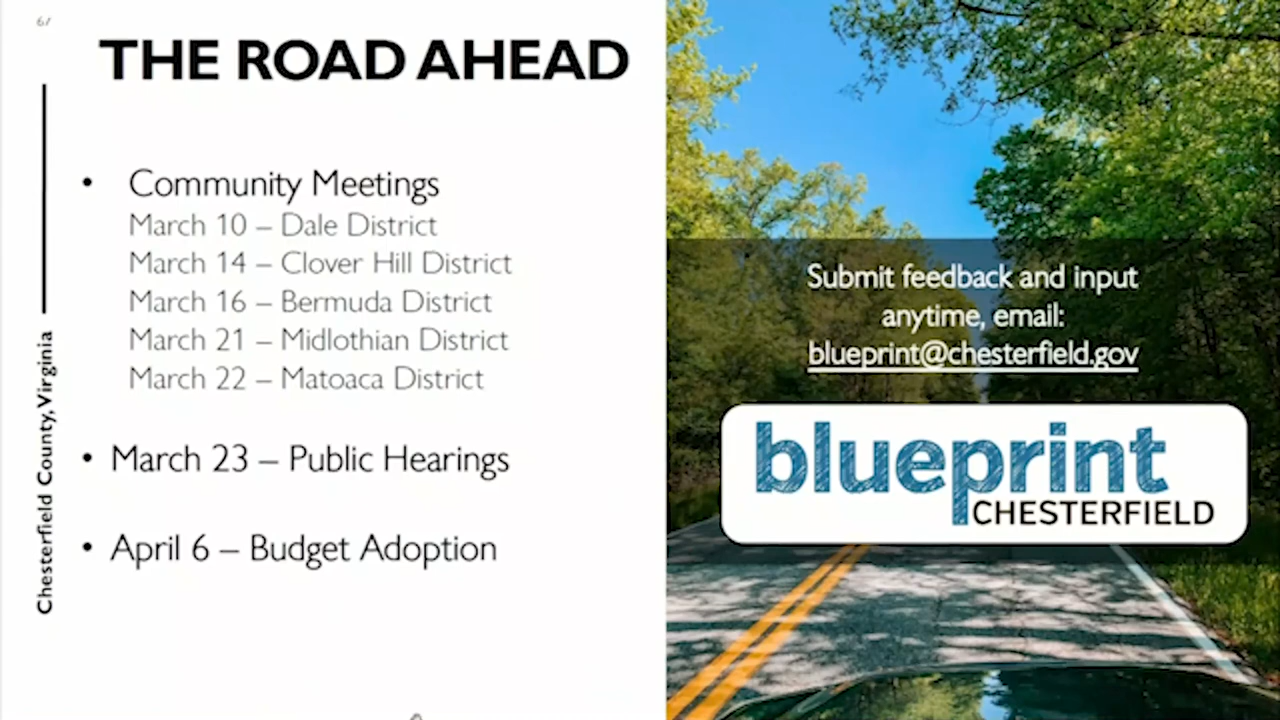 67
THE ROAD AHEAD
• Community Meetings
March 10 – Dale District
March 14 – Clover Hill District
March 16 – Bermuda District
March 21 – Midlothian District
March 22 – Matoaca District
• March 23 – Public Hearings
• April 6 – Budget Adoption
Chesterfield County, Virginia
Submit feedback and input
anytime, email:
blueprint@chesterfield.gov
blueprint
CHESTERFIELD